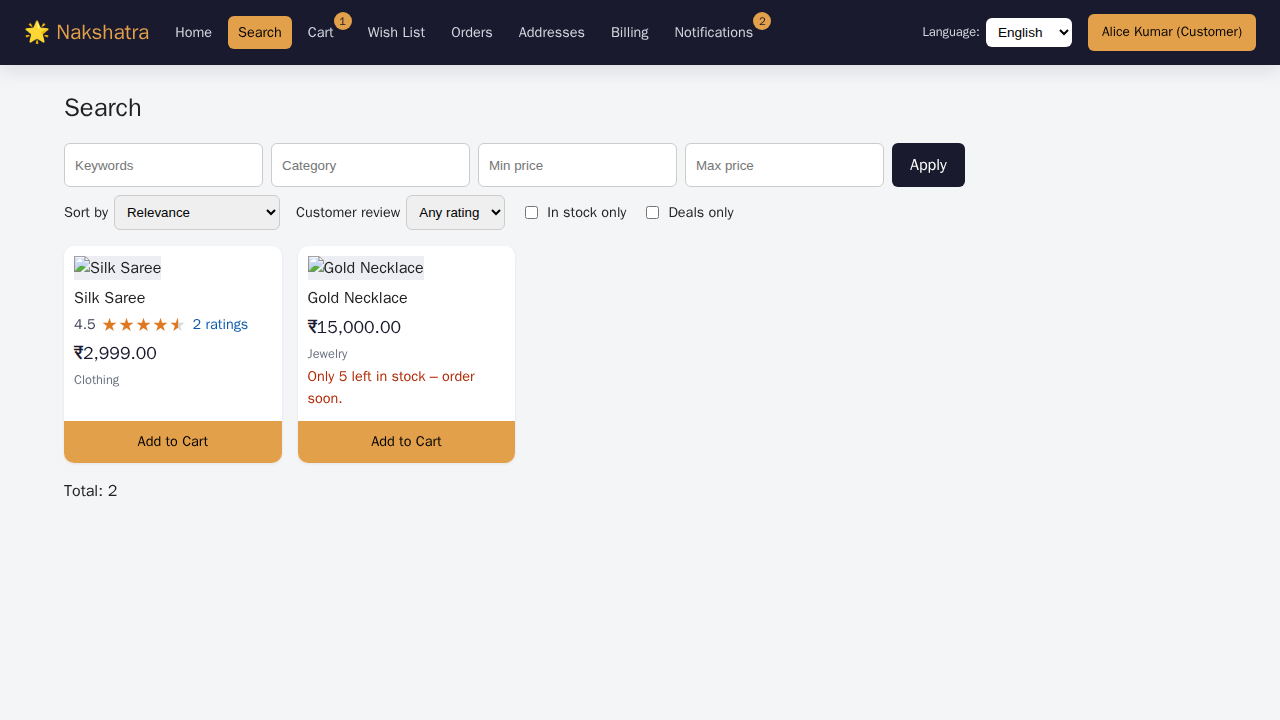 🌟 Nakshatra Home Search Cart 1 Wish List Orders Addresses Billing Notifications 2 Language: English Alice Kumar (Customer)
Search
Keywords Category Min price Max price Apply
Sort by Relevance Customer review Any rating In stock only Deals only
Silk Saree
Silk Saree
4.5 ★★★★★ 2 ratings
₹2,999.00
Clothing
Add to Cart
Gold Necklace
Gold Necklace
₹15,000.00
Jewelry
Only 5 left in stock – order
soon.
Add to Cart
Total: 2